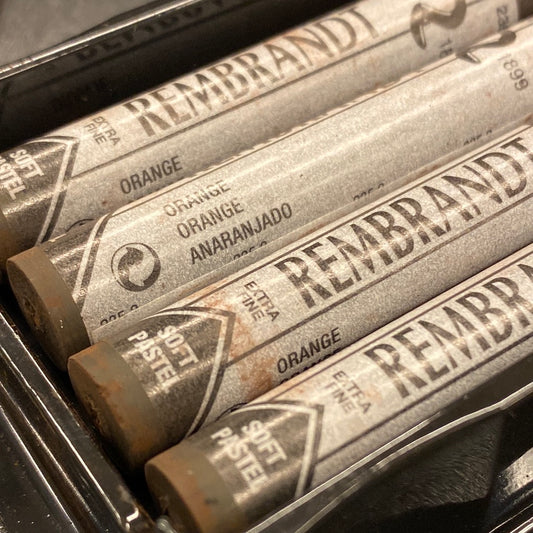 REMBRANDT
EXTRA
FINE
SOFT
PASTEL
ORANGE
ORANGE
ORANGE
ANARANJADO
1899
REMBRANDT
EXTRA
FINE
SOFT
PASTEL
ORANGE
REMBRANDT
EXTRA
FINE
SOFT
PASTEL